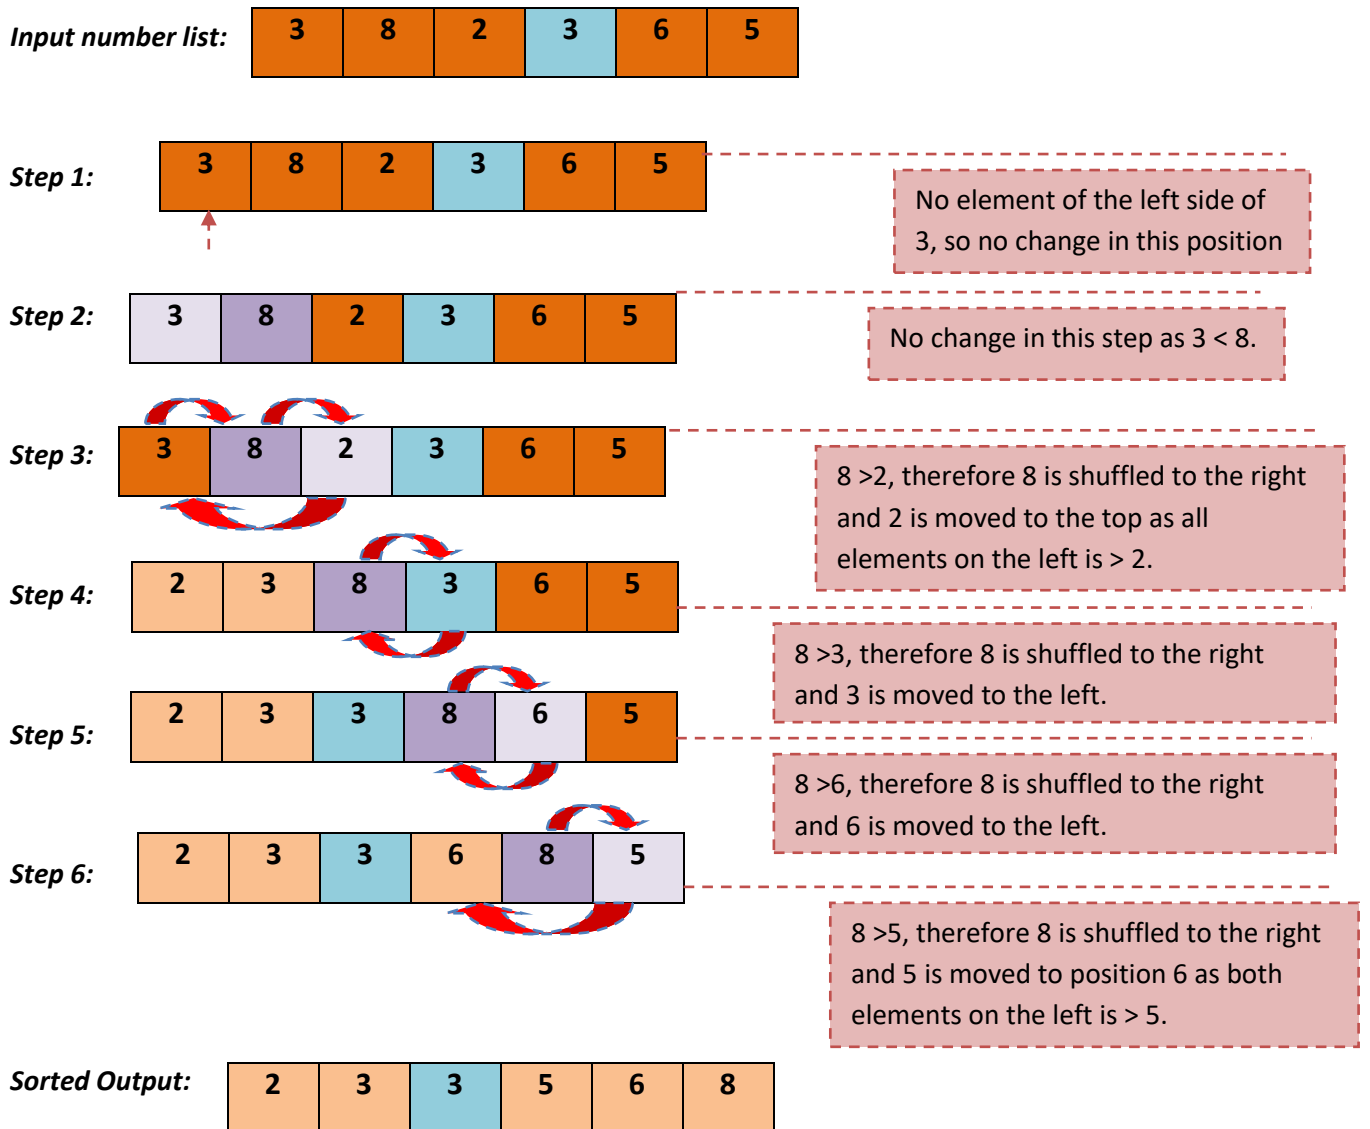 Input number list: 3 8 2 3 6 5
Step 1: 3 8 2 3 6 5
No element of the left side of
3, so no change in this position
Step 2: 3 8 2 3 6 5
No change in this step as 3 < 8.
Step 3: 3 8 2 3 6 5
8 >2, therefore 8 is shuffled to the right
and 2 is moved to the top as all
elements on the left is > 2.
Step 4: 2 3 8 3 6 5
8 >3, therefore 8 is shuffled to the right
and 3 is moved to the left.
Step 5: 2 3 3 8 6 5
8 >6, therefore 8 is shuffled to the right
and 6 is moved to the left.
Step 6: 2 3 3 6 8 5
8 >5, therefore 8 is shuffled to the right
and 5 is moved to position 6 as both
elements on the left is > 5.
Sorted Output: 2 3 3 5 6 8